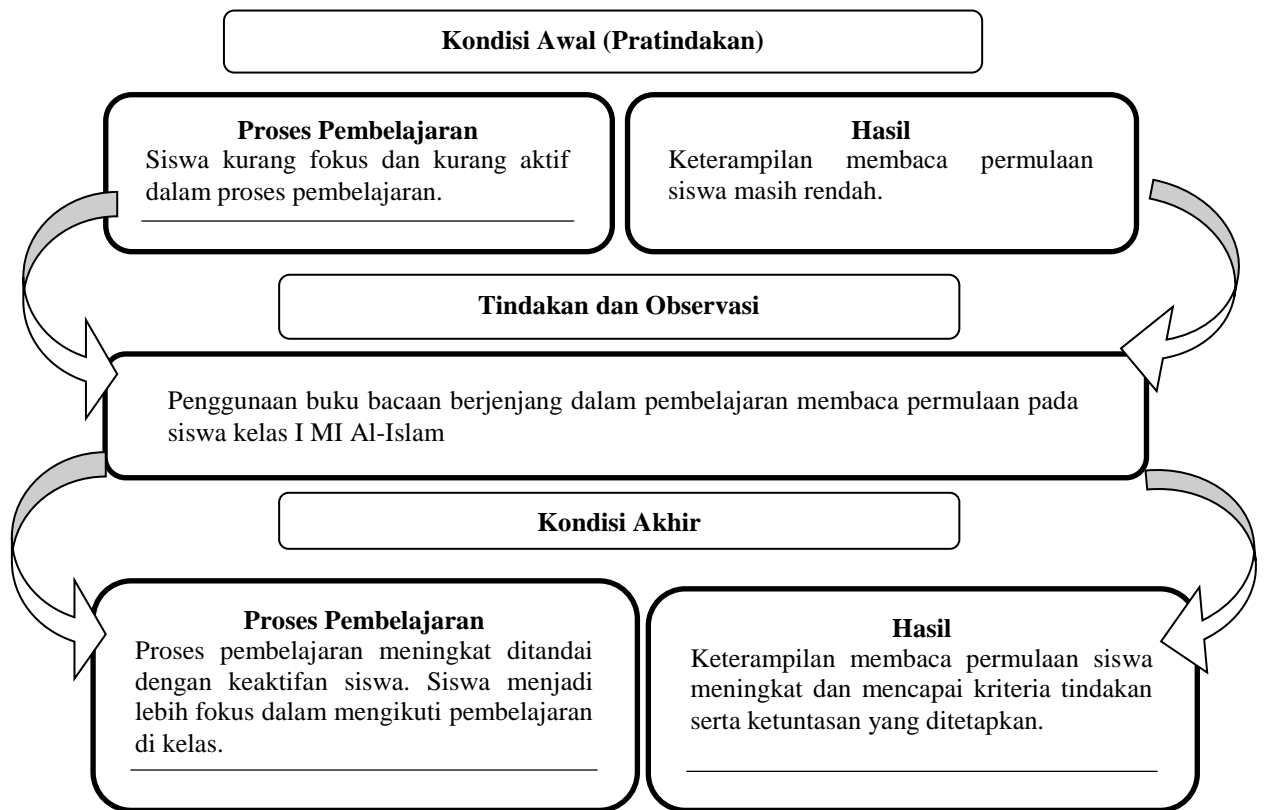 Kondisi Awal (Pratindakan)
Proses Pembelajaran
Siswa kurang fokus dan kurang aktif
dalam proses pembelajaran.
Hasil
Keterampilan membaca permulaan
siswa masih rendah.
Tindakan dan Observasi
Penggunaan buku bacaan berjenjang dalam pembelajaran membaca permulaan pada
siswa kelas I MI Al-Islam
Kondisi Akhir
Proses Pembelajaran
Proses pembelajaran meningkat ditandai
dengan keaktifan siswa. Siswa menjadi
lebih fokus dalam mengikuti pembelajaran
di kelas.
Hasil
Keterampilan membaca permulaan siswa
meningkat dan mencapai kriteria tindakan
serta ketuntasan yang ditetapkan.